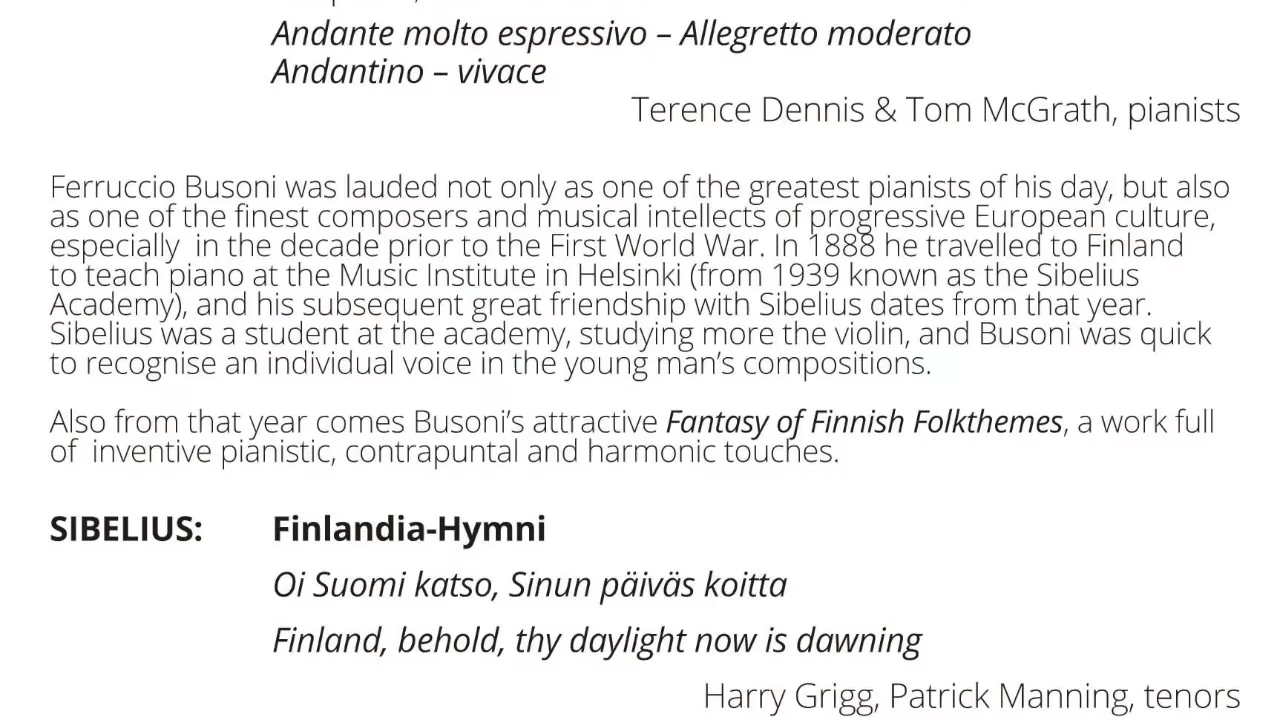 Andante molto espressivo – Allegretto moderato
Andantino – vivace
Terence Dennis & Tom McGrath, pianists
Ferruccio Busoni was lauded not only as one of the greatest pianists of his day, but also
as one of the finest composers and musical intellects of progressive European culture,
especially  in the decade prior to the First World War. In 1888 he travelled to Finland
to teach piano at the Music Institute in Helsinki (from 1939 known as the Sibelius
Academy), and his subsequent great friendship with Sibelius dates from that year.
Sibelius was a student at the academy, studying more the violin, and Busoni was quick
to recognise an individual voice in the young man’s compositions.
Also from that year comes Busoni’s attractive Fantasy of Finnish Folkthemes, a work full
of  inventive pianistic, contrapuntal and harmonic touches.
SIBELIUS: Finlandia-Hymni
Oi Suomi katso, Sinun päiväs koitta
Finland, behold, thy daylight now is dawning
Harry Grigg, Patrick Manning, tenors